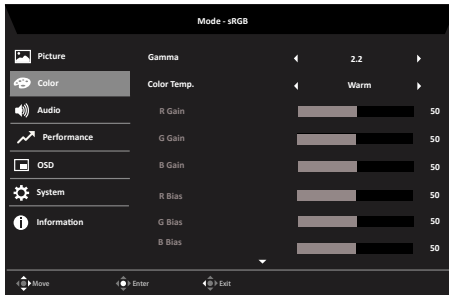 Mode - sRGB
Picture
Gamma 2.2
Color
Color Temp. Warm
Audio
R Gain 50
Performance
G Gain 50
OSD
B Gain 50
System
R Bias 50
Information
G Bias 50
B Bias 50
Move Enter Exit